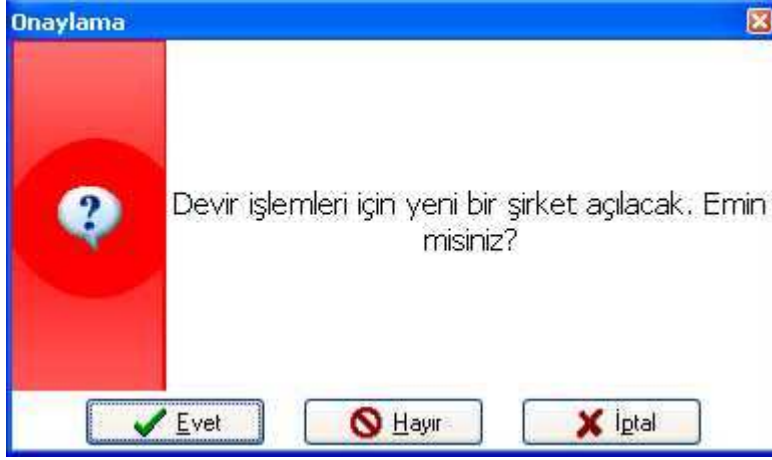 Onaylama
Devir işlemleri için yeni bir şirket açılacak. Emin
misiniz?
Evet
Hayır
İptal